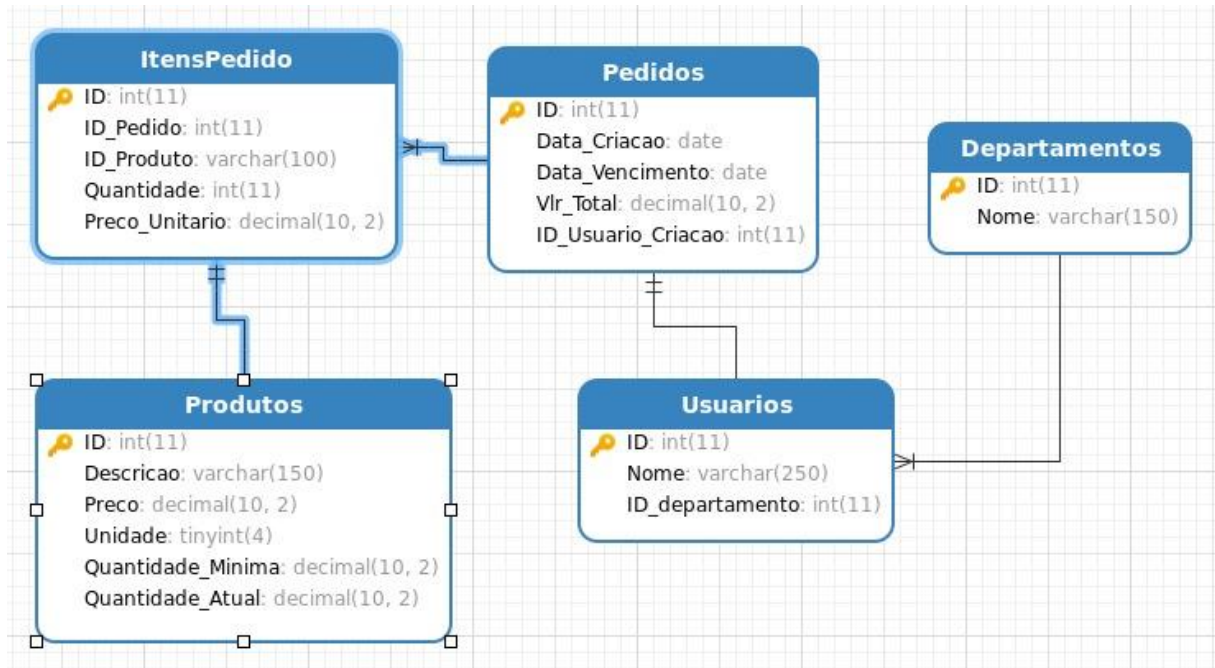 ItensPedido
ID: int(11)
ID_Pedido: int(11)
ID_Produto: varchar(100)
Quantidade: int(11)
Preco_Unitario: decimal(10, 2)
Pedidos
ID: int(11)
Data_Criacao: date
Data_Vencimento: date
Vlr_Total: decimal(10, 2)
ID_Usuario_Criacao: int(11)
Departamentos
ID: int(11)
Nome: varchar(150)
Produtos
ID: int(11)
Descricao: varchar(150)
Preco: decimal(10, 2)
Unidade: tinyint(4)
Quantidade_Minima: decimal(10, 2)
Quantidade_Atual: decimal(10, 2)
Usuarios
ID: int(11)
Nome: varchar(250)
ID_departamento: int(11)